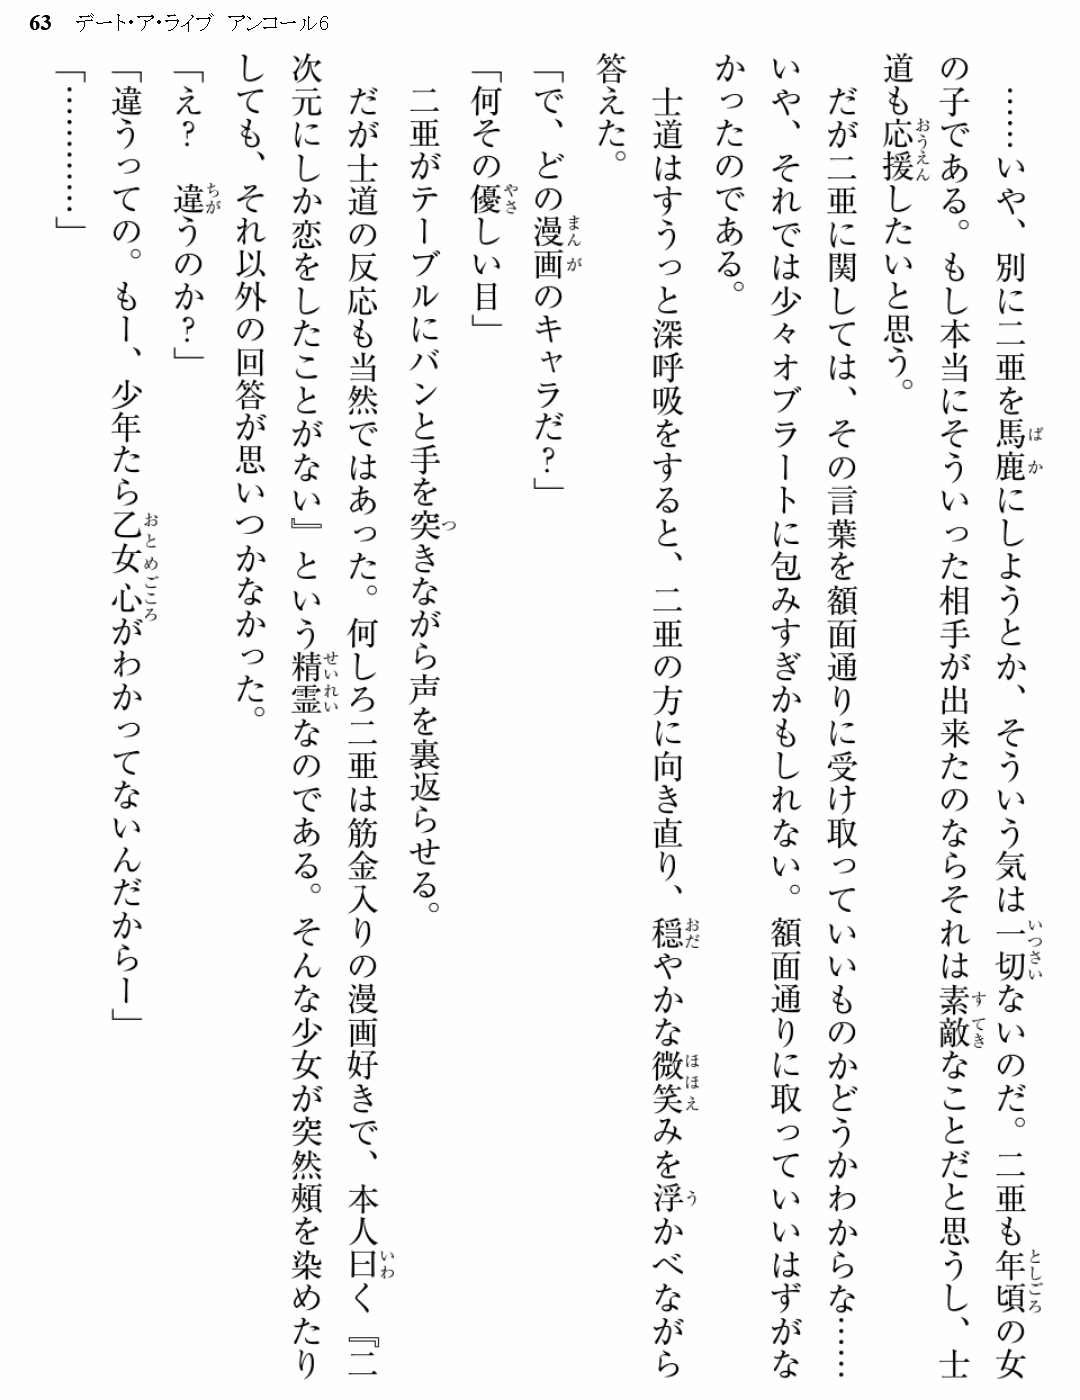 63 デート・ア・ライブ アンコール6
……いや、別に二亜を馬鹿にしようとか、そういう気は一切ないのだ。二亜も年頃の女
の子である。もし本当にそういった相手が出来たのならそれは素敵なことだと思うし、士
道も応援したいと思う。
だが二亜に関しては、その言葉を額面通りに受け取っていいものかどうかわからな……
いや、それでは少々オブラートに包みすぎかもしれない。額面通りに取っていいはずがな
かったのである。
士道はすうっと深呼吸をすると、二亜の方に向き直り、穏やかな微笑みを浮かべながら
答えた。
「で、どの漫画のキャラだ?」
「何その優しい目」
二亜がテーブルにバンと手を突きながら声を裏返らせる。
だが士道の反応も当然ではあった。何しろ二亜は筋金入りの漫画好きで、本人曰く『二
次元にしか恋をしたことがない』という精霊なのである。そんな少女が突然頰を染めたり
しても、それ以外の回答が思いつかなかった。
「え? 違うのか?」
「違うっての。もー、少年たら乙女心がわかってないんだからー」
「…………」